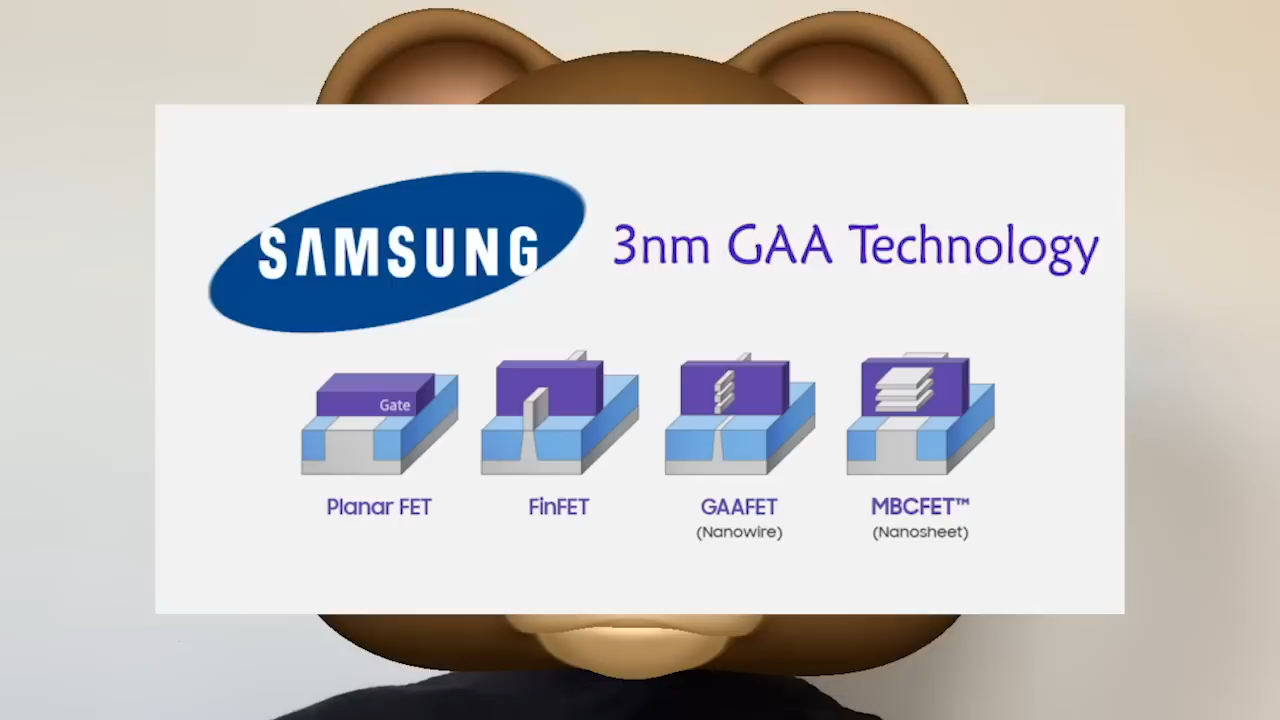 SAMSUNG
3nm GAA Technology
Gate
Planar FET
FinFET
GAAFET
(Nanowire)
MBCFET™
(Nanosheet)